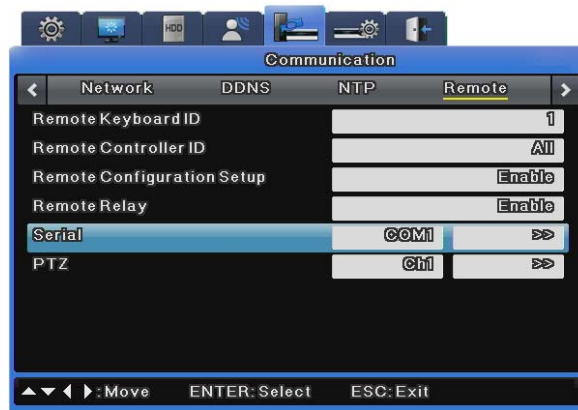 HDD
Communication
Network DDNS NTP Remote
Remote Keyboard ID 1
Remote Controller ID All
Remote Configuration Setup Enable
Remote Relay Enable
Serial COM1 >>
PTZ Ch1 >>
:Move ENTER:Select ESC:Exit